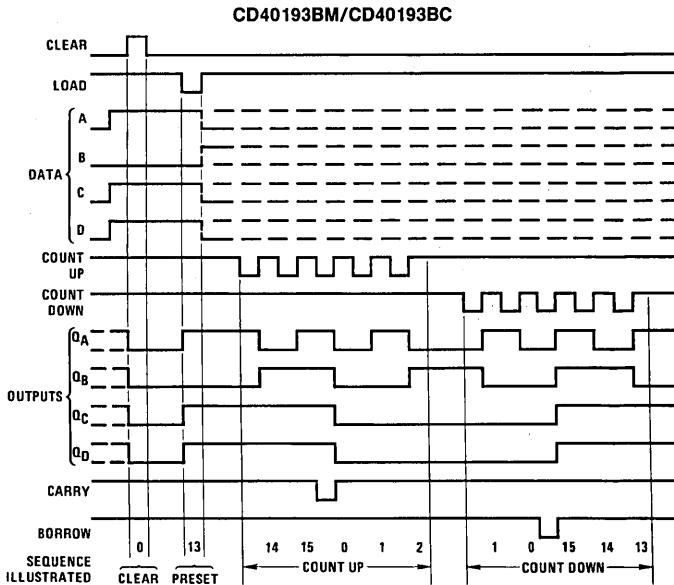 CD40193BM/CD40193BC
CLEAR
LOAD
A
B
DATA
C
D
COUNT
UP
COUNT
DOWN
QA
QB
OUTPUTS
QC
QD
CARRY
BORROW
0 13 14 15 0 1 2 1 0 15 14 13
SEQUENCE
ILLUSTRATED
CLEAR PRESET COUNT UP COUNT DOWN